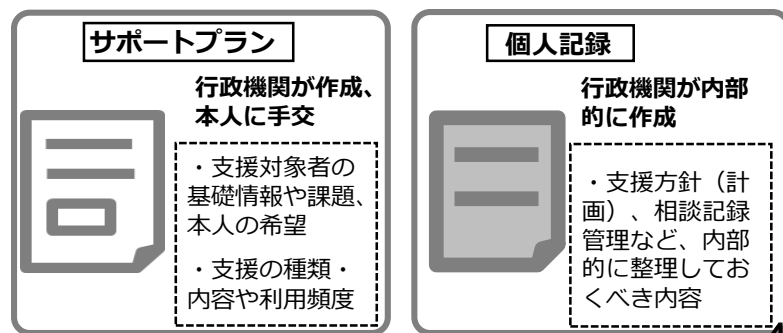 サポートプラン
行政機関が作成、
本人に手交
・支援対象者の
基礎情報や課題、
本人の希望
・支援の種類・
内容や利用頻度
個人記録
行政機関が内部
的に作成
・支援方針（計
画）、相談記録
管理など、内部
的に整理してお
くべき内容